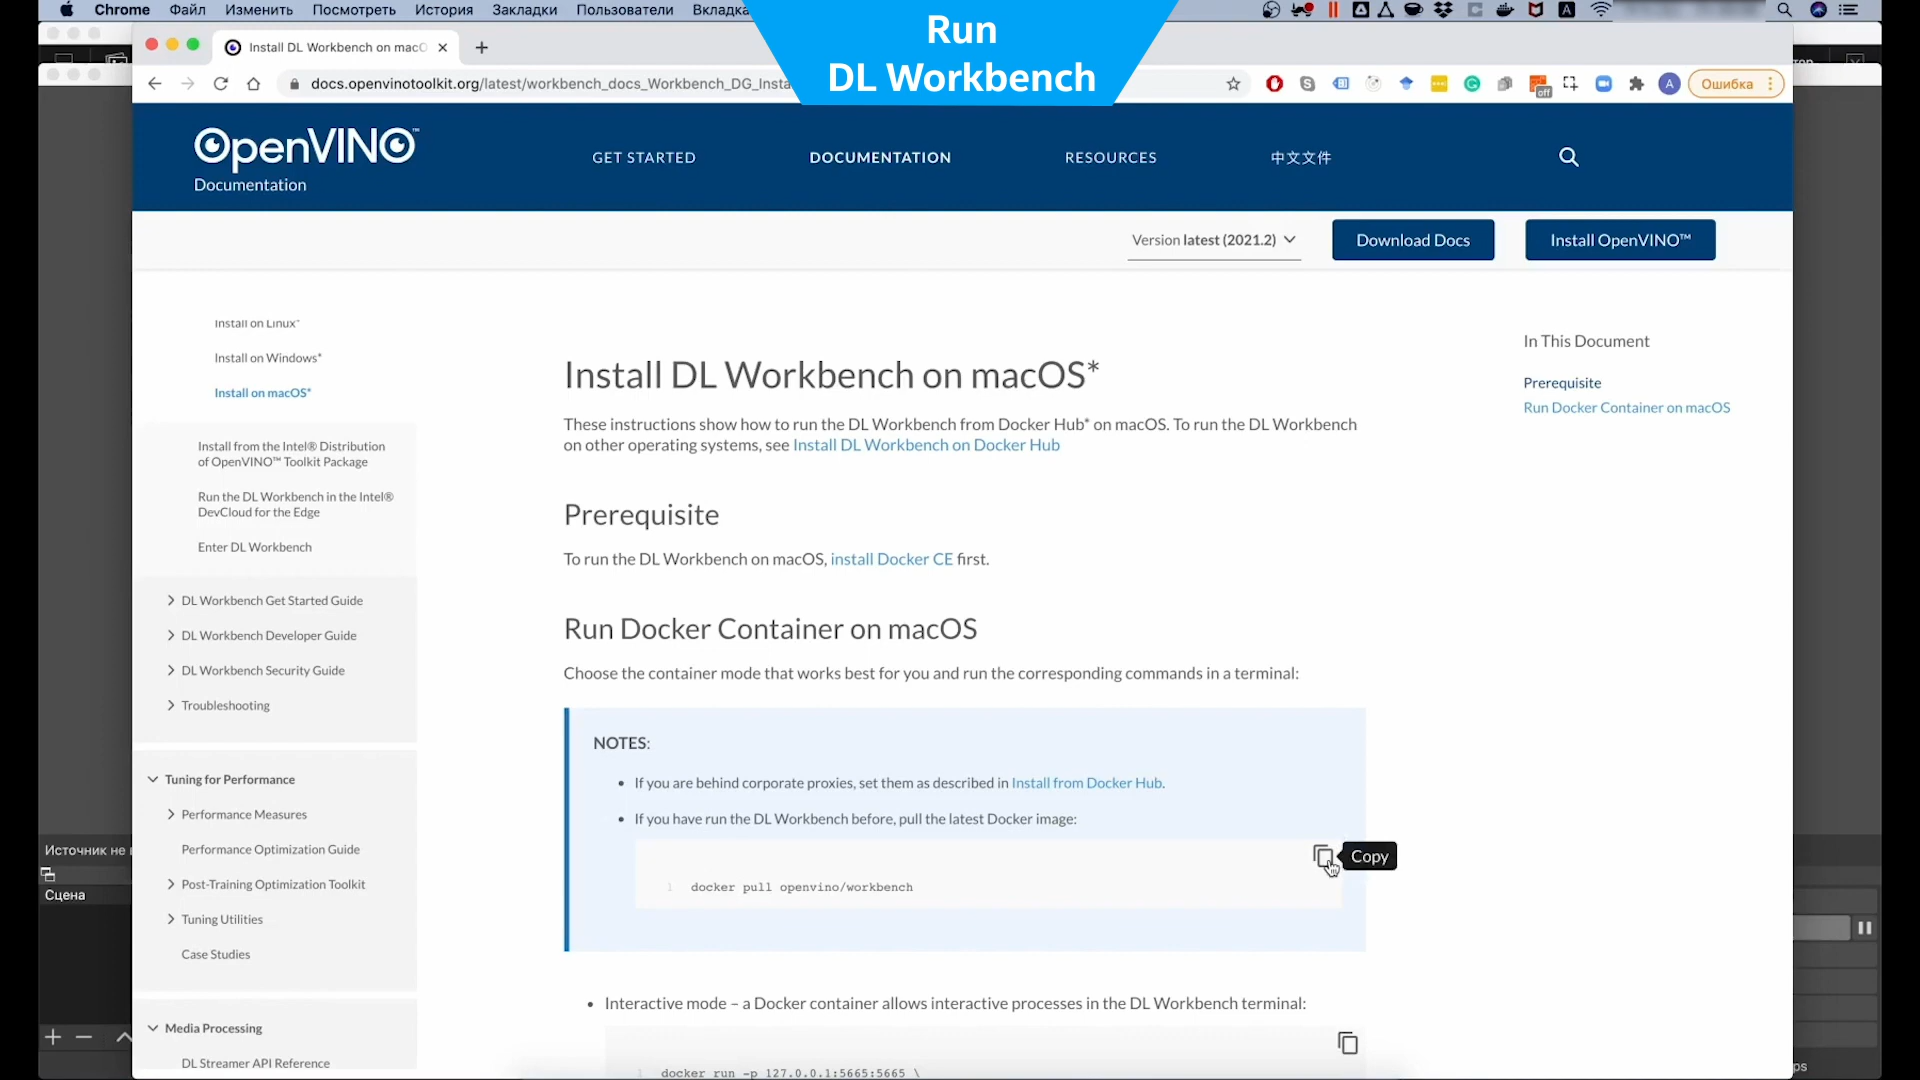 Chrome Файл Изменить Посмотреть История Закладки Пользователи Вкладка
Run
DL Workbench
Install DL Workbench on macO
docs.openvinotoolkit.org/latest/workbench_docs_Workbench_DG_Insta
off
A
Ошибка
OpenVINO™
Documentation
GET STARTED
DOCUMENTATION
RESOURCES
中文文件
Version latest (2021.2)
Download Docs
Install OpenVINO™
Install on Linux*
Install on Windows*
Install on macOS*
Install from the Intel® Distribution
of OpenVINO™ Toolkit Package
Run the DL Workbench in the Intel®
DevCloud for the Edge
Enter DL Workbench
DL Workbench Get Started Guide
DL Workbench Developer Guide
DL Workbench Security Guide
Troubleshooting
Tuning for Performance
Performance Measures
Performance Optimization Guide
Post-Training Optimization Toolkit
Tuning Utilities
Case Studies
Media Processing
DL Streamer API Reference
Install DL Workbench on macOS*
These instructions show how to run the DL Workbench from Docker Hub* on macOS. To run the DL Workbench
on other operating systems, see Install DL Workbench on Docker Hub
Prerequisite
To run the DL Workbench on macOS, install Docker CE first.
Run Docker Container on macOS
Choose the container mode that works best for you and run the corresponding commands in a terminal:
NOTES:
• If you are behind corporate proxies, set them as described in Install from Docker Hub.
• If you have run the DL Workbench before, pull the latest Docker image:
Copy
1 docker pull openvino/workbench
• Interactive mode – a Docker container allows interactive processes in the DL Workbench terminal:
1 docker run -p 127.0.0.1:5665:5665 \
In This Document
Prerequisite
Run Docker Container on macOS
Источник не
Сцена
ps